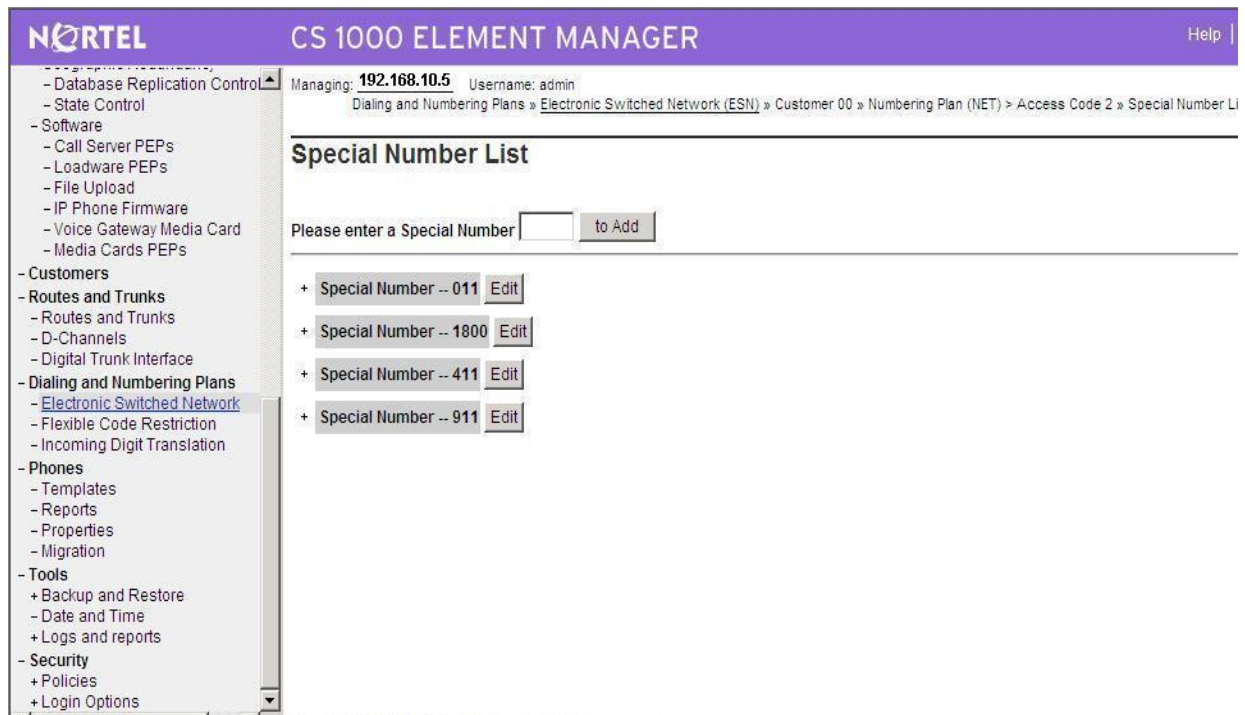 NORTEL
CS 1000 ELEMENT MANAGER
Help |
- Database Replication Control
- State Control
- Software
- Call Server PEPs
- Loadware PEPs
- File Upload
- IP Phone Firmware
- Voice Gateway Media Card
- Media Cards PEPs
- Customers
- Routes and Trunks
- Routes and Trunks
- D-Channels
- Digital Trunk Interface
- Dialing and Numbering Plans
- Electronic Switched Network
- Flexible Code Restriction
- Incoming Digit Translation
- Phones
- Templates
- Reports
- Properties
- Migration
- Tools
+ Backup and Restore
- Date and Time
+ Logs and reports
- Security
+ Policies
+ Login Options
Managing: 192.168.10.5 Username: admin
Dialing and Numbering Plans » Electronic Switched Network (ESN) » Customer 00 » Numbering Plan (NET) > Access Code 2 » Special Number Li
Special Number List
Please enter a Special Number to Add
+ Special Number -- 011 Edit
+ Special Number -- 1800 Edit
+ Special Number -- 411 Edit
+ Special Number -- 911 Edit